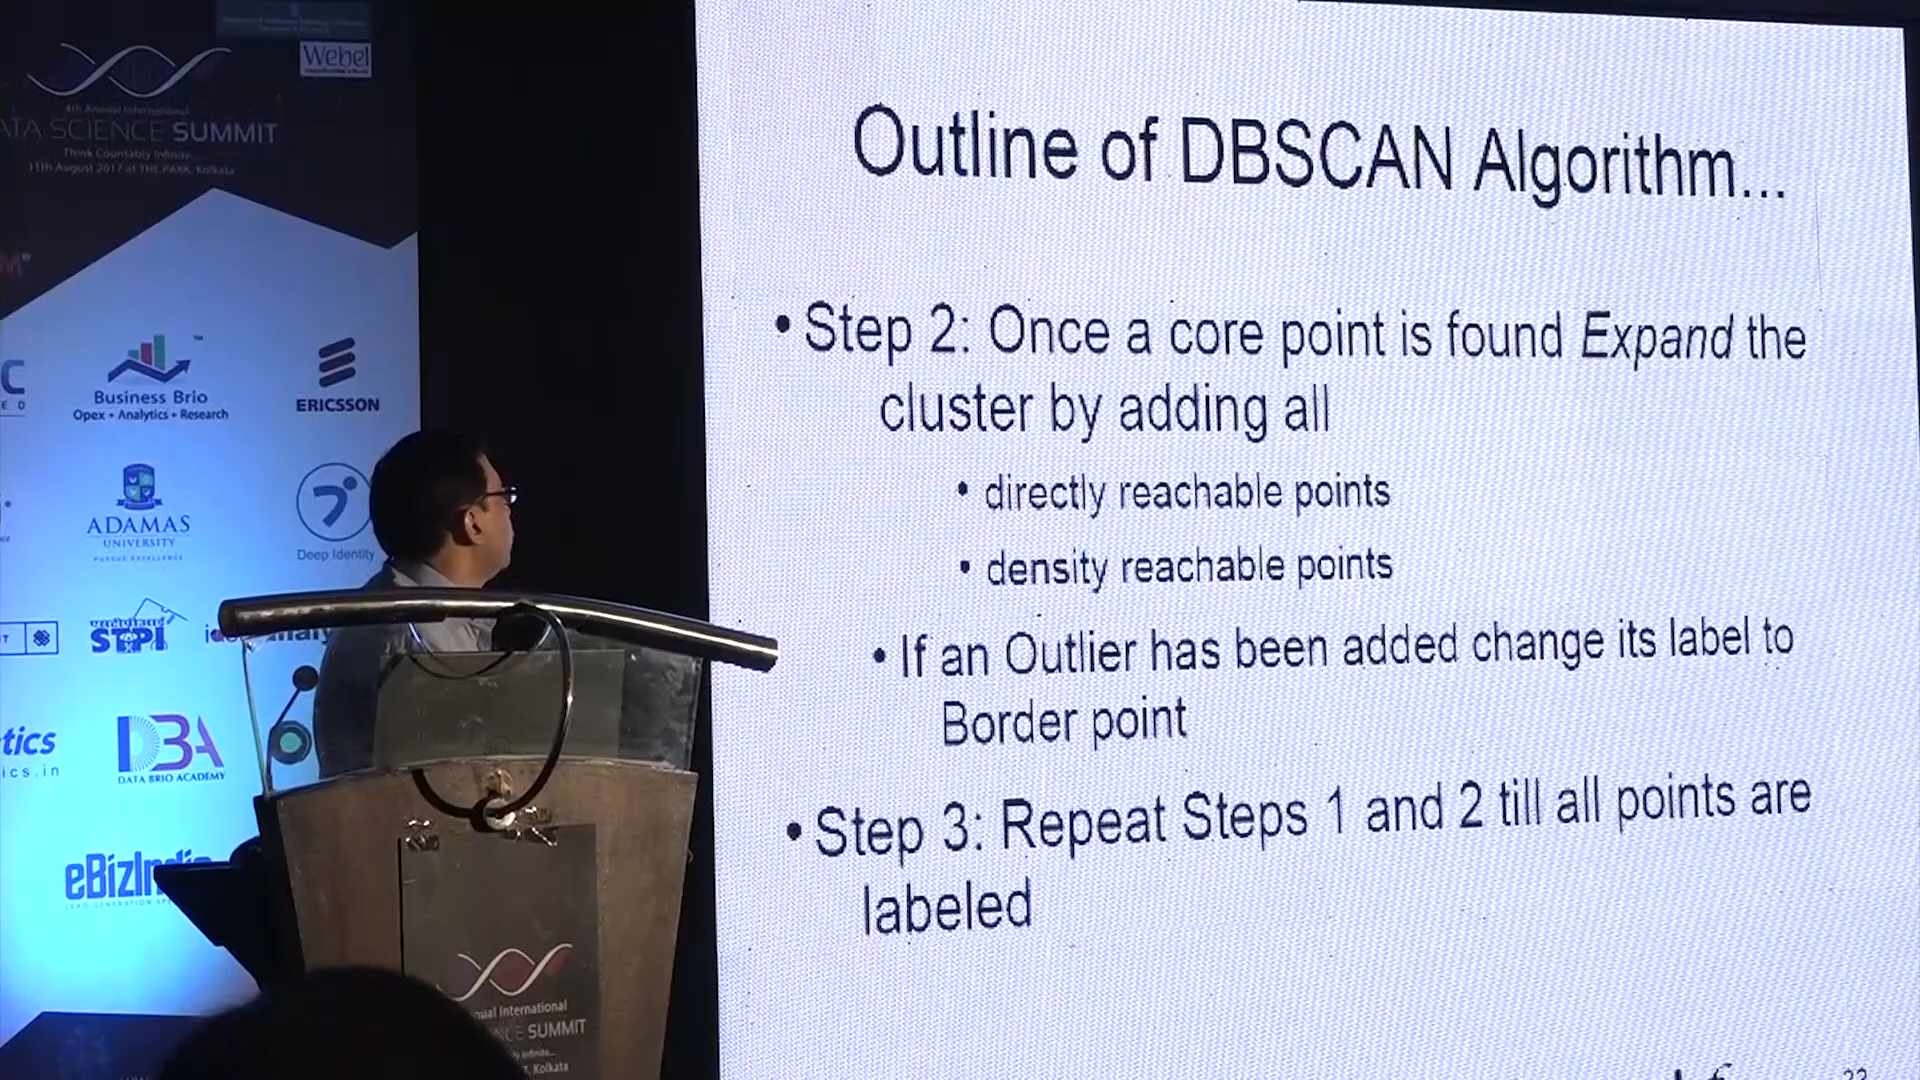 Webel
4th Annual International
ATA SCIENCE SUMMIT
Think Countably Infinite...
11th August 2017 at THE PARK, Kolkata
Business Brio
Opex • Analytics • Research
ERICSSON
ADAMAS
UNIVERSITY
PURSUE EXCELLENCE
Deep Identity
STPI
tics
ics.in
DBA
DATA BRIO ACADEMY
eBizIndi
Outline of DBSCAN Algorithm...
• Step 2: Once a core point is found Expand the
cluster by adding all
• directly reachable points
• density reachable points
• If an Outlier has been added change its label to
Border point
• Step 3: Repeat Steps 1 and 2 till all points are
labeled
nual International
NCE SUMMIT
Kolkata